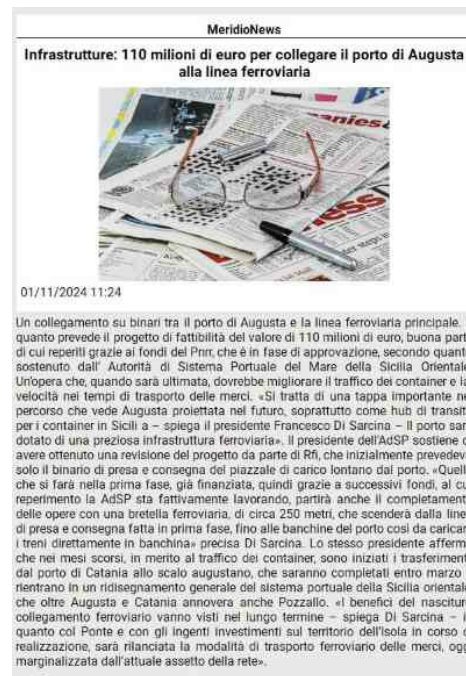 MeridioNews
Infrastrutture: 110 milioni di euro per collegare il porto di Augusta
alla linea ferroviaria
01/11/2024 11:24
Un collegamento su binari tra il porto di Augusta e la linea ferroviaria principale.
quanto prevede il progetto di fattibilità del valore di 110 milioni di euro, buona part
di cui reperiti grazie ai fondi del Pnrr, che è in fase di approvazione, secondo quant
sostenuto dall' Autorità di Sistema Portuale del Mare della Sicilia Orientale
Un'opera che, quando sarà ultimata, dovrebbe migliorare il traffico dei container e la
velocità nei tempi di trasporto delle merci. «Si tratta di una tappa importante ne
percorso che vede Augusta proiettata nel futuro, soprattutto come hub di transit
per i container in Sicili a – spiega il presidente Francesco Di Sarcina – Il porto sar
dotato di una preziosa infrastruttura ferroviaria». Il presidente dell'AdSP sostiene d
avere ottenuto una revisione del progetto da parte di Rfi, che inizialmente prevedev
solo il binario di presa e consegna del piazzale di carico lontano dal porto. «Quell
che si farà nella prima fase, già finanziata, quindi grazie a successivi fondi, al cu
reperimento la AdSP sta fattivamente lavorando, partirà anche il completament
delle opere con una bretella ferroviaria, di circa 250 metri, che scenderà dalla line
di presa e consegna fatta in prima fase, fino alle banchine del porto così da caricar
i treni direttamente in banchina» precisa Di Sarcina. Lo stesso presidente afferm
che nei mesi scorsi, in merito al traffico dei container, sono iniziati i trasferiment
dal porto di Catania allo scalo augustano, che saranno completati entro marzo
rientrano in un ridisegnamento generale del sistema portuale della Sicilia oriental
che oltre Augusta e Catania annovera anche Pozzallo. «I benefici del nascitur
collegamento ferroviario vanno visti nel lungo termine – spiega Di Sarcina – i
quanto col Ponte e con gli ingenti investimenti sul territorio dell'Isola in corso d
realizzazione, sarà rilanciata la modalità di trasporto ferroviario delle merci, ogg
marginalizzata dall'attuale assetto della rete».